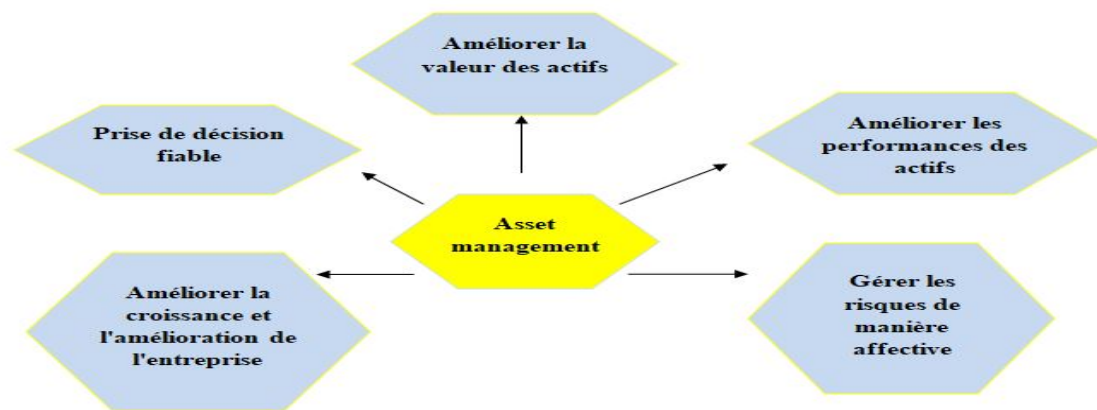 Améliorer la
valeur des actifs
Prise de décision
fiable
Améliorer les
performances des
actifs
Asset
management
Améliorer la
croissance et
l'amélioration de
l'entreprise
Gérer les
risques de
manière
affective